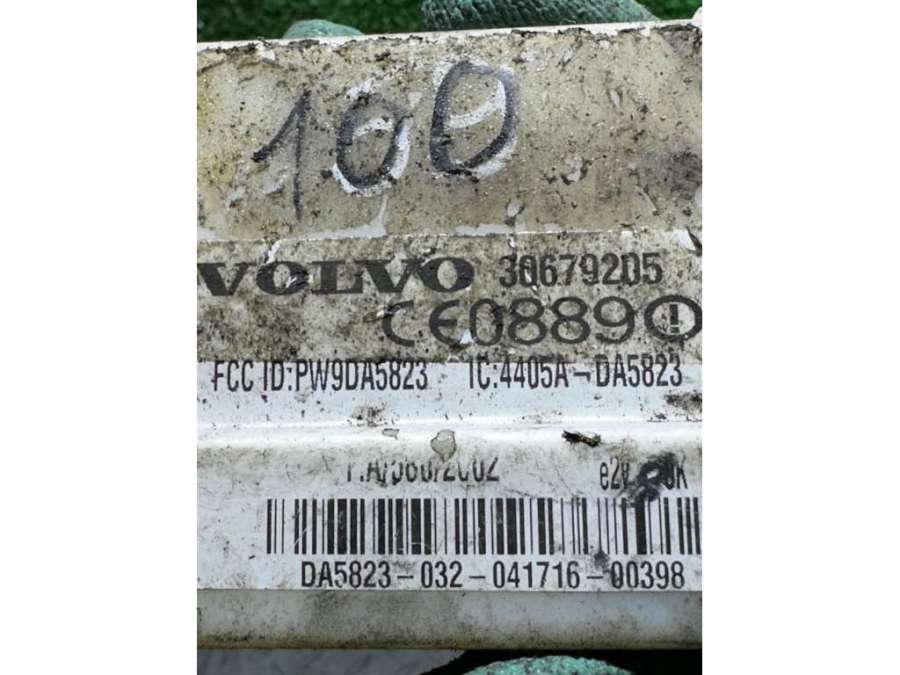 100
VOLVO 30679205
CE0889
FCC ID:PW9DA5823 IC:4405A-DA5823
DA5823-032-041716-00398